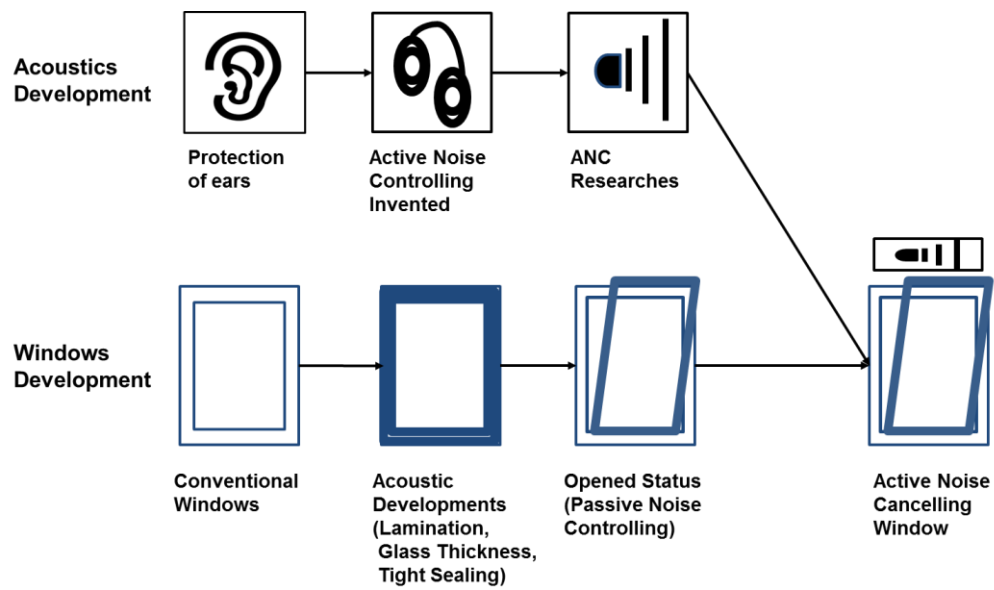 Acoustics
Development
Protection
of ears
Active Noise
Controlling
Invented
ANC
Researches
Windows
Development
Conventional
Windows
Acoustic
Developments
(Lamination,
Glass Thickness,
Tight Sealing)
Opened Status
(Passive Noise
Controlling)
Active Noise
Cancelling
Window